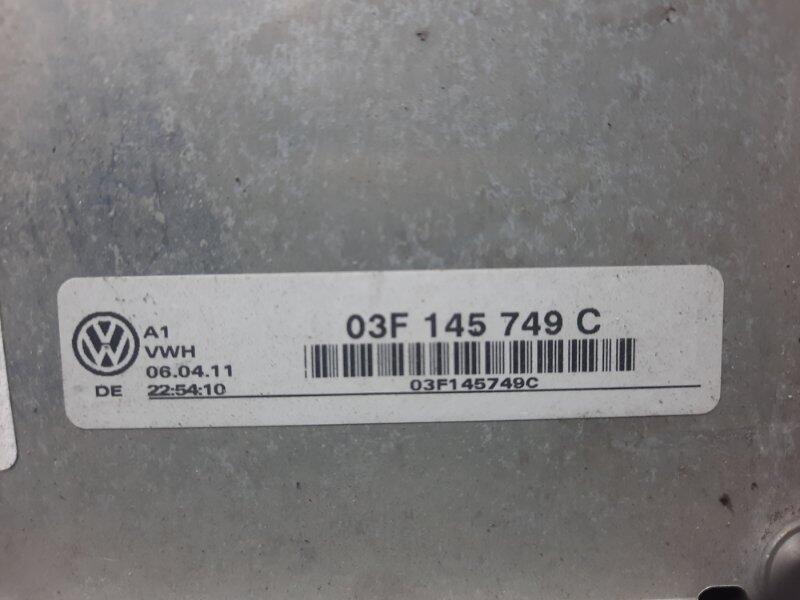 A1
VWH
06.04.11
DE 22:54:10
03F 145 749 C
03F145749C